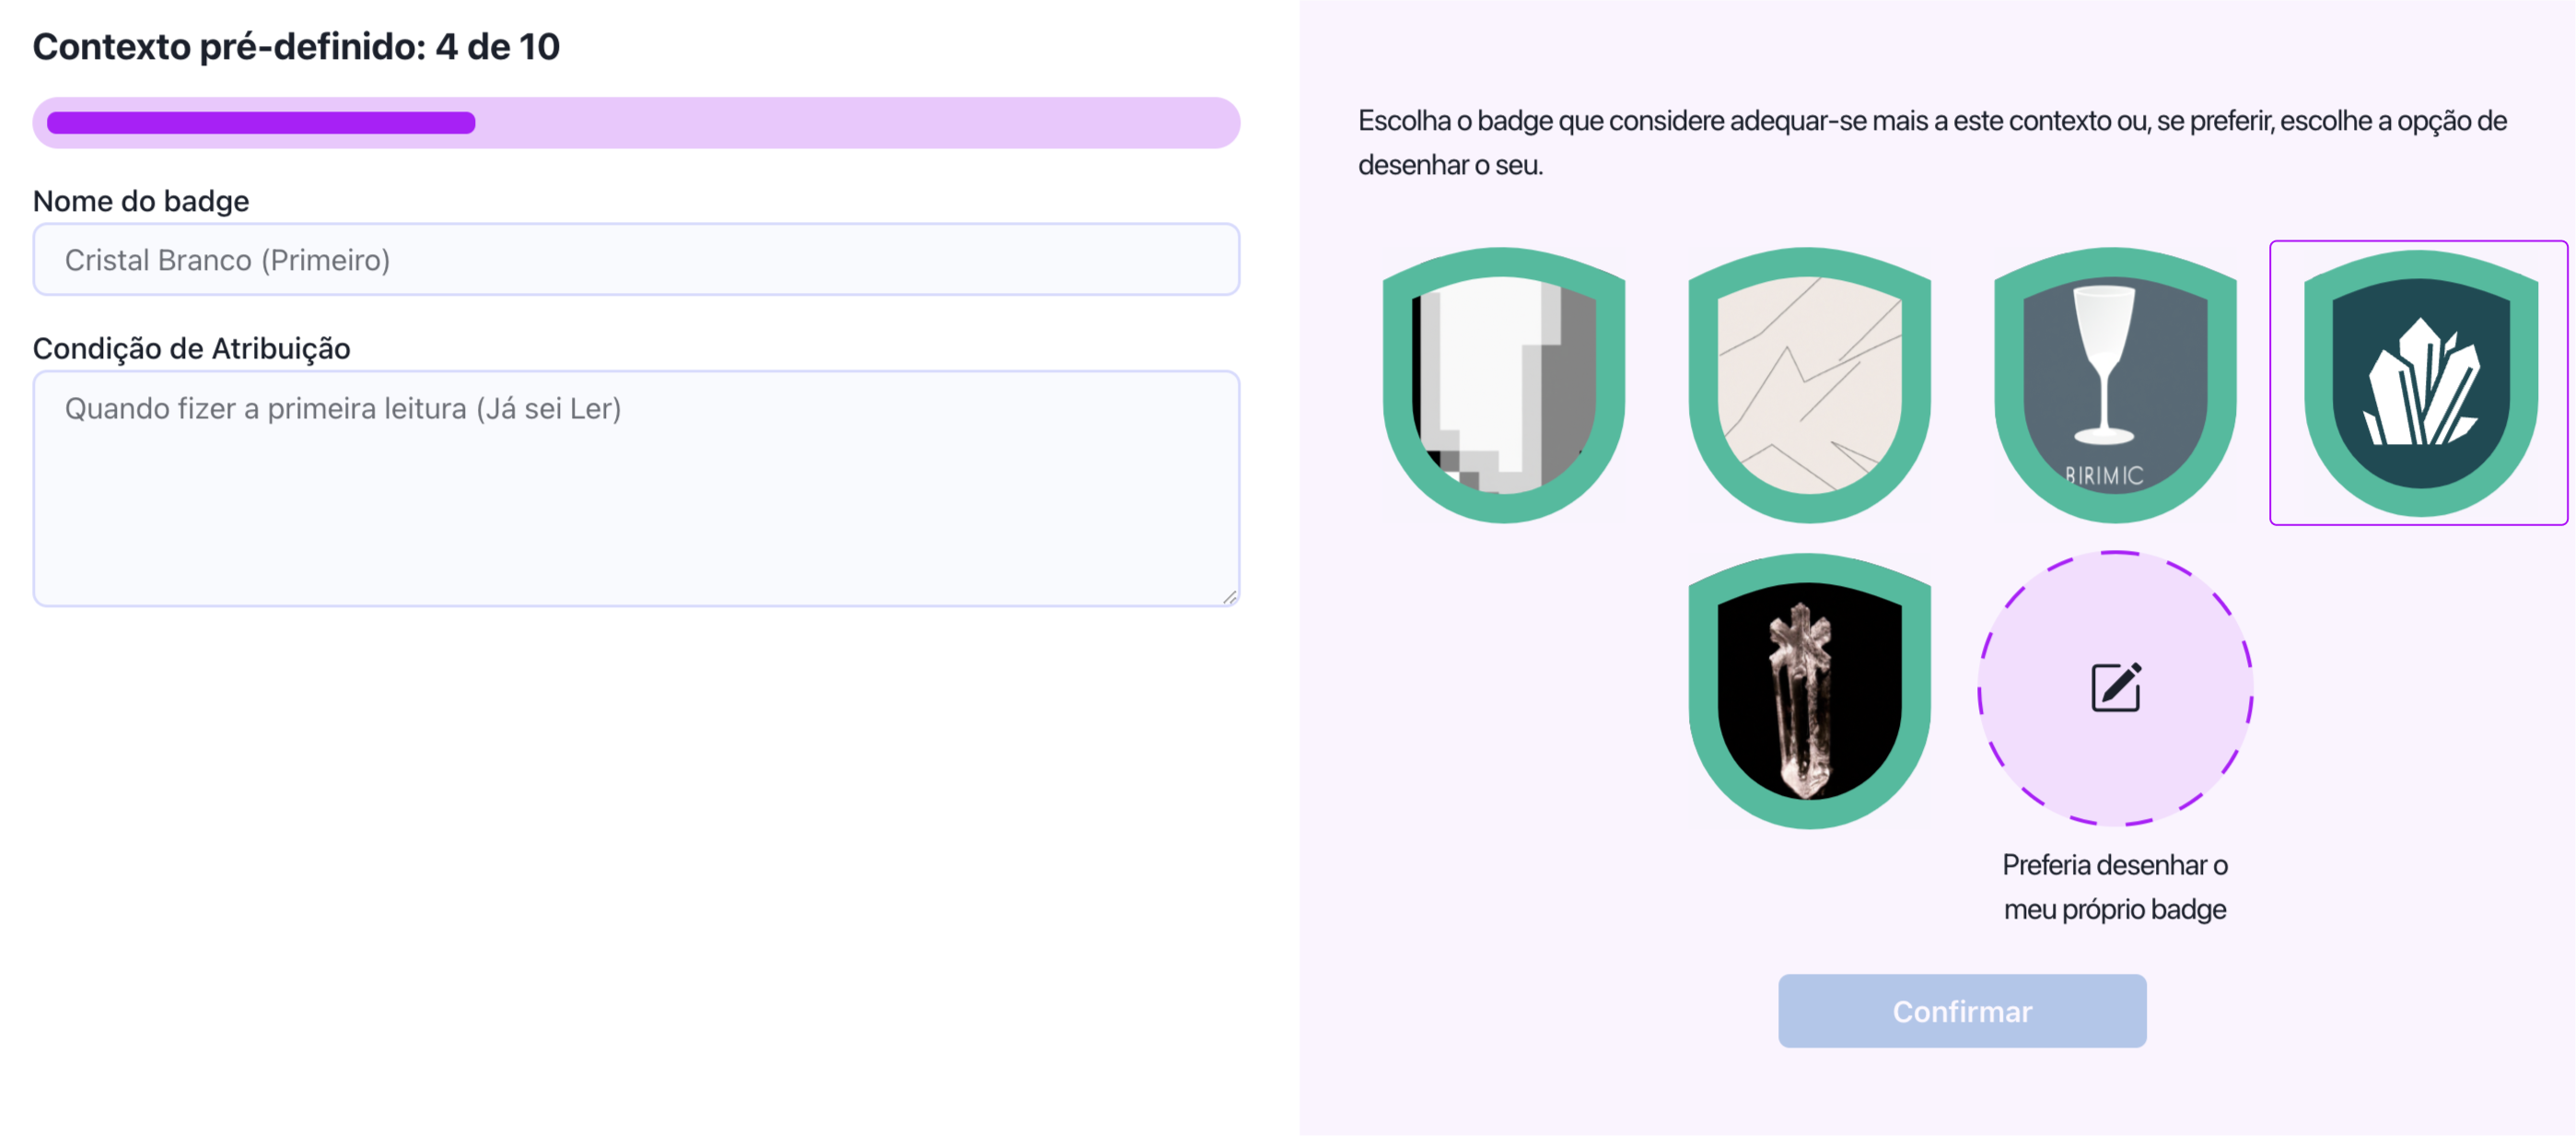 Contexto pré-definido: 4 de 10
Nome do badge
Cristal Branco (Primeiro)
Condição de Atribuição
Quando fizer a primeira leitura (Já sei Ler)
Escolha o badge que considere adequar-se mais a este contexto ou, se preferir, escolhe a opção de
desenhar o seu.
BIRIMIC
Preferia desenhar o
meu próprio badge
Confirmar